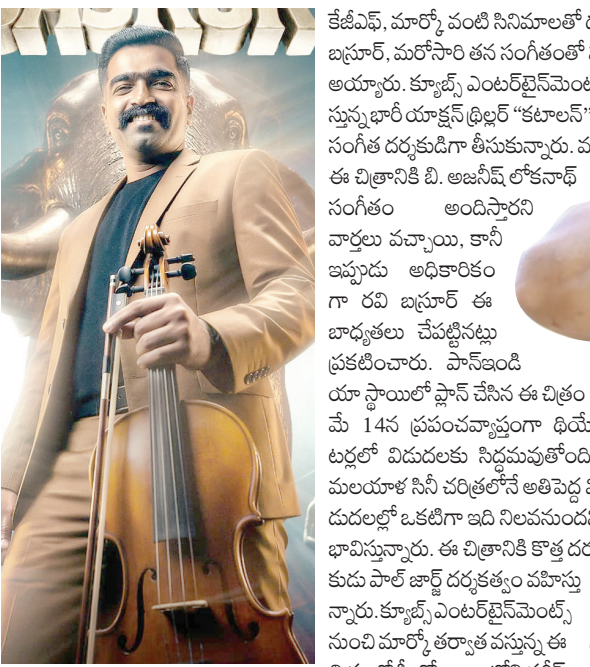 కేజీఎఫ్, మార్కో వంటి సినిమాలతో
బస్రూర్, మరోసారి తన సంగీతంతో
అయ్యారు. క్యూబ్స్ ఎంటర్‌టైన్‌మెంట
స్తున్న భారీ యాక్షన్ థ్రిల్లర్ “కటాలన్”
సంగీత దర్శకుడిగా తీసుకున్నారు.
ఈ చిత్రానికి బి. అజనీష్ లోకనాథ్
సంగీతం అందిస్తారని
వార్తలు వచ్చాయి, కానీ
ఇప్పుడు అధికారికం
గా రవి బస్రూర్ ఈ
బాధ్యతలు చేపట్టినట్లు
ప్రకటించారు. పాన్ఇండి
యా స్థాయిలో ప్లాన్ చేసిన ఈ చిత్రం
మే 14న ప్రపంచవ్యాప్తంగా థియే
టర్లలో విడుదలకు సిద్ధమవుతోంది
మలయాళ సినీ చరిత్రలోనే అతిపెద్ద
డుదలల్లో ఒకటిగా ఇది నిలవనుందని
భావిస్తున్నారు. ఈ చిత్రానికి కొత్త దర
కుడు పాల్ జార్జ్ దర్శకత్వం వహిస్తు
న్నారు.క్యూబ్స్ ఎంటర్‌టైన్‌మెంట్స్
నుంచి మార్కో తర్వాత వస్తున్న ఈ